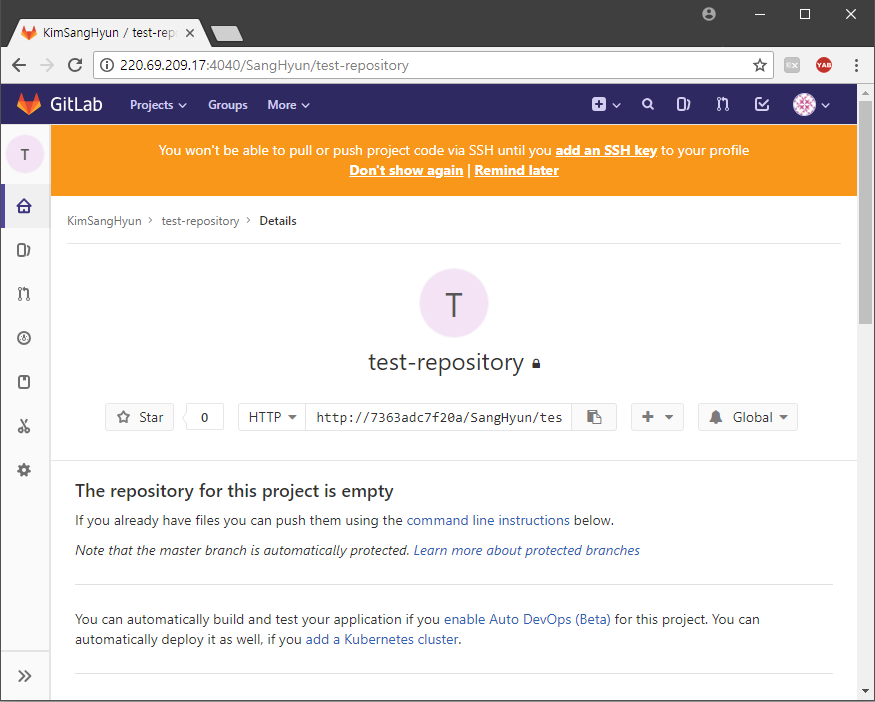 KimSangHyun / test-rep
220.69.209.17:4040/SangHyun/test-repository
YAB
GitLab
Projects
Groups
More
T
You won't be able to pull or push project code via SSH until you add an SSH key to your profile
Don't show again | Remind later
KimSangHyun > test-repository > Details
T
test-repository
Star
0
HTTP
http://7363adc7f20a/SangHyun/tes
Global
The repository for this project is empty
If you already have files you can push them using the command line instructions below.
Note that the master branch is automatically protected. Learn more about protected branches
You can automatically build and test your application if you enable Auto DevOps (Beta) for this project. You can
automatically deploy it as well, if you add a Kubernetes cluster.